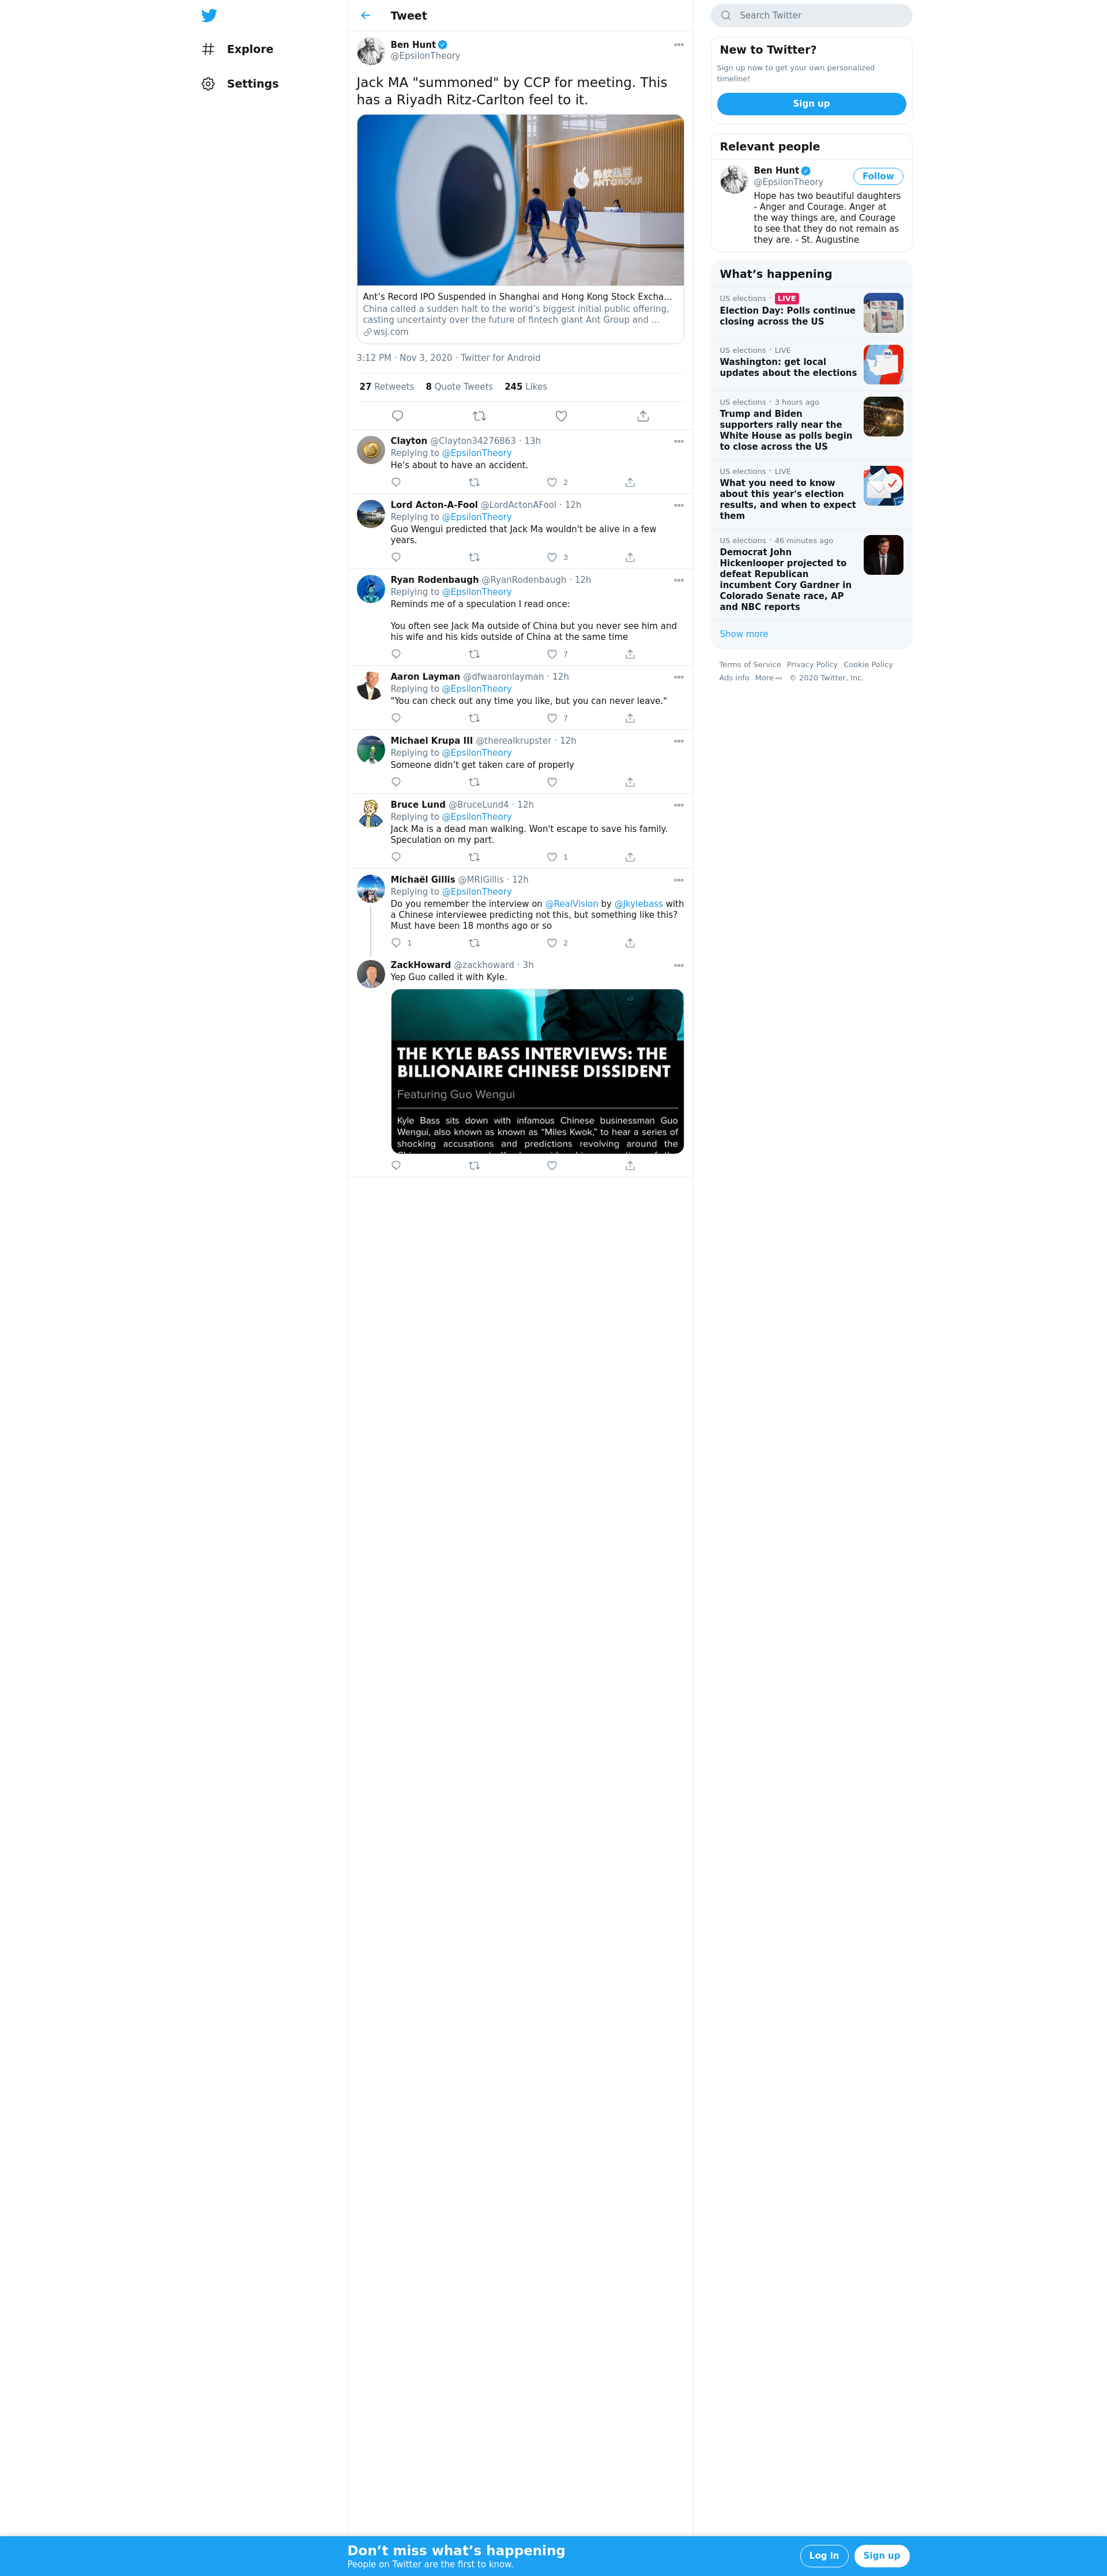 Explore
Settings
Tweet
Ben Hunt
@EpsilonTheory
Jack MA "summoned" by CCP for meeting. This
has a Riyadh Ritz-Carlton feel to it.
ANT GROUP
Ant’s Record IPO Suspended in Shanghai and Hong Kong Stock Excha…
China called a sudden halt to the world’s biggest initial public offering,
casting uncertainty over the future of fintech giant Ant Group and …
wsj.com
3:12 PM · Nov 3, 2020 · Twitter for Android
27 Retweets 8 Quote Tweets 245 Likes
Clayton @Clayton34276863 · 13h
Replying to @EpsilonTheory
He's about to have an accident.
2
Lord Acton-A-Fool @LordActonAFool · 12h
Replying to @EpsilonTheory
Guo Wengui predicted that Jack Ma wouldn't be alive in a few
years.
3
Ryan Rodenbaugh @RyanRodenbaugh · 12h
Replying to @EpsilonTheory
Reminds me of a speculation I read once:
You often see Jack Ma outside of China but you never see him and
his wife and his kids outside of China at the same time
7
Aaron Layman @dfwaaronlayman · 12h
Replying to @EpsilonTheory
"You can check out any time you like, but you can never leave."
7
Michael Krupa III @therealkrupster · 12h
Replying to @EpsilonTheory
Someone didn’t get taken care of properly
Bruce Lund @BruceLund4 · 12h
Replying to @EpsilonTheory
Jack Ma is a dead man walking. Won't escape to save his family.
Speculation on my part.
1
Michaël Gillis @MRIGillis · 12h
Replying to @EpsilonTheory
Do you remember the interview on @RealVision by @Jkylebass with
a Chinese interviewee predicting not this, but something like this?
Must have been 18 months ago or so
1 2
ZackHoward @zackhoward · 3h
Yep Guo called it with Kyle.
THE KYLE BASS INTERVIEWS: THE
BILLIONAIRE CHINESE DISSIDENT
Featuring Guo Wengui
Kyle Bass sits down with infamous Chinese businessman Guo
Wengui, also known as known as “Miles Kwok,” to hear a series of
shocking accusations and predictions revolving around the
Search Twitter
New to Twitter?
Sign up now to get your own personalized
timeline!
Sign up
Relevant people
Ben Hunt
@EpsilonTheory
Follow
Hope has two beautiful daughters
- Anger and Courage. Anger at
the way things are, and Courage
to see that they do not remain as
they are. - St. Augustine
What’s happening
US elections · LIVE
Election Day: Polls continue
closing across the US
US elections · LIVE
Washington: get local
updates about the elections
WA
US elections · 3 hours ago
Trump and Biden
supporters rally near the
White House as polls begin
to close across the US
US elections · LIVE
What you need to know
about this year's election
results, and when to expect
them
US elections · 46 minutes ago
Democrat John
Hickenlooper projected to
defeat Republican
incumbent Cory Gardner in
Colorado Senate race, AP
and NBC reports
Show more
Terms of Service Privacy Policy Cookie Policy
Ads info More © 2020 Twitter, Inc.
Don’t miss what’s happening
People on Twitter are the first to know.
Log in
Sign up